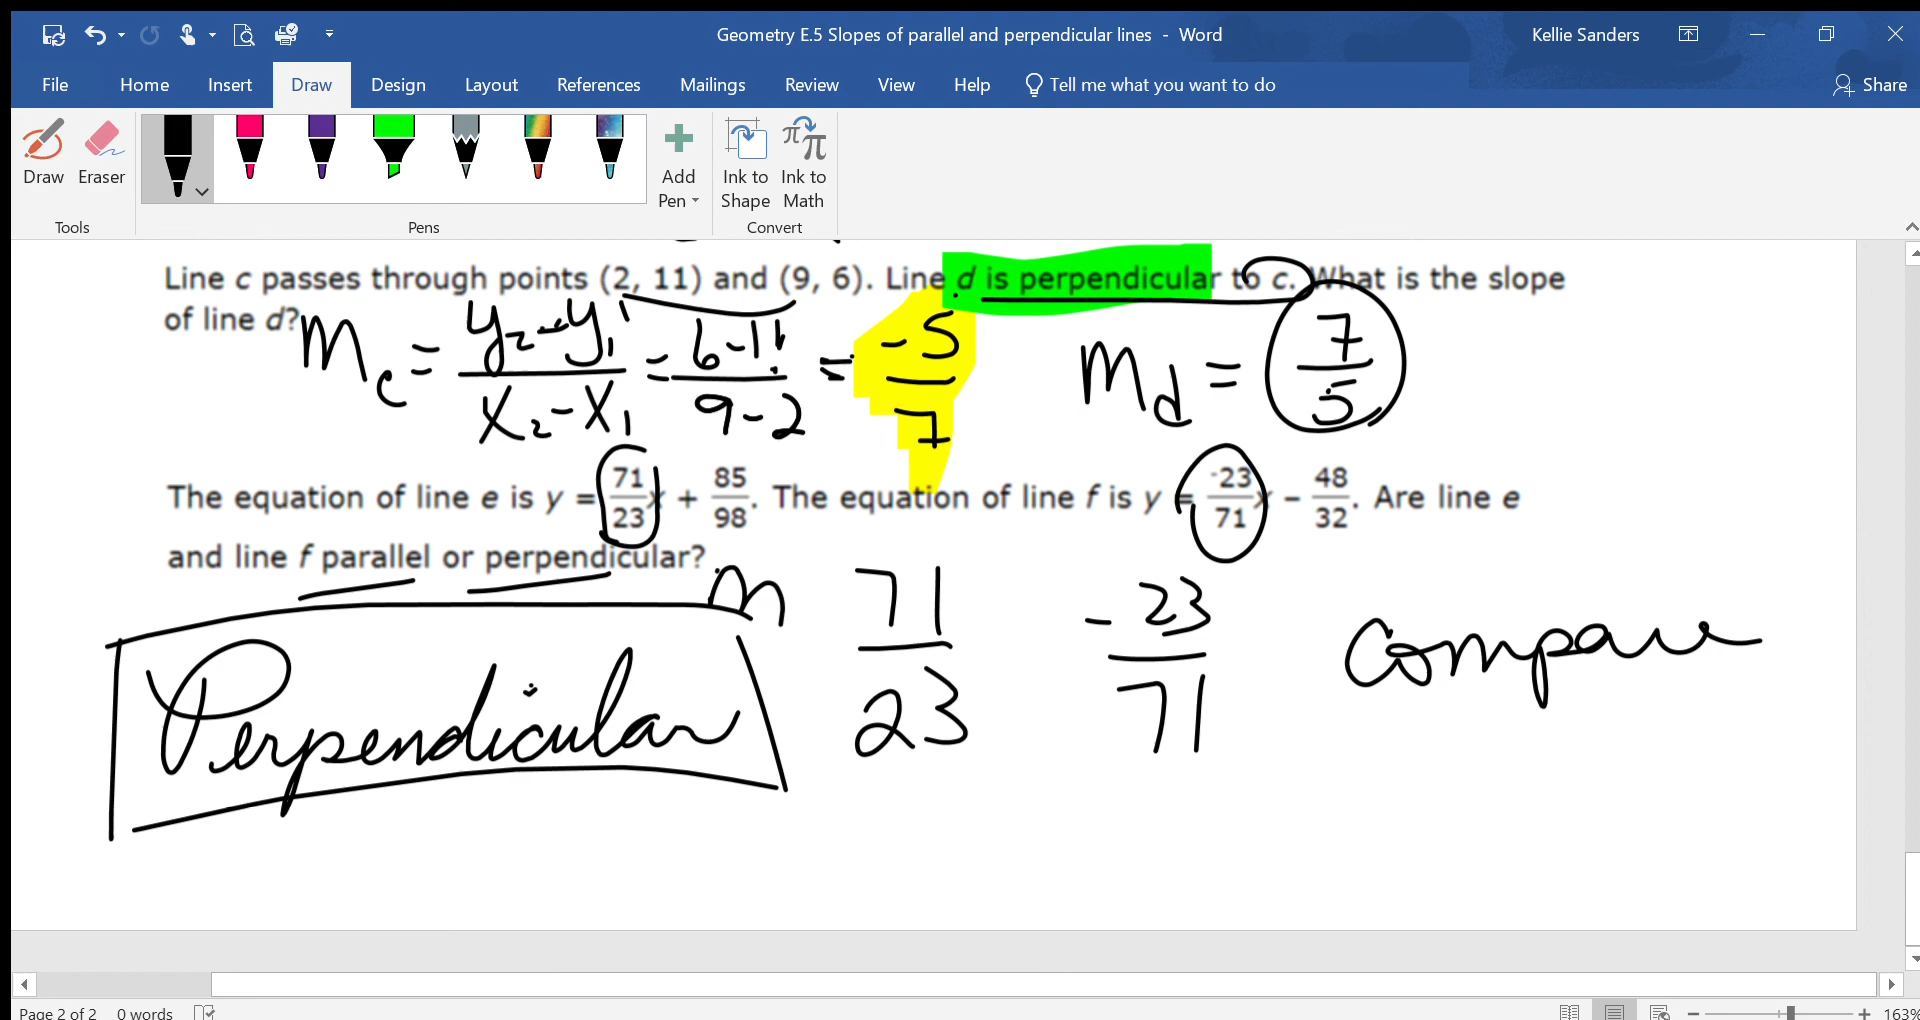 Geometry E.5 Slopes of parallel and perpendicular lines - Word
Kellie Sanders
File Home Insert Draw Design Layout References Mailings Review View Help Tell me what you want to do Share
Draw Eraser Add Pen Ink to Shape Ink to Math
Tools Pens Convert
Line c passes through points (2, 11) and (9, 6). Line d is perpendicular to c. What is the slope
of line d?
m_c = (y₂ - y₁)/(x₂ - x₁) = (6 - 11)/(9 - 2) = -5/7 m_d = 7/5
The equation of line e is y = 71/23 x + 85/98. The equation of line f is y = -23/71 x - 48/32. Are line e
and line f parallel or perpendicular?
m 71/23 -23/71 Compare
Perpendicular
Page 2 of 2 0 words 163%